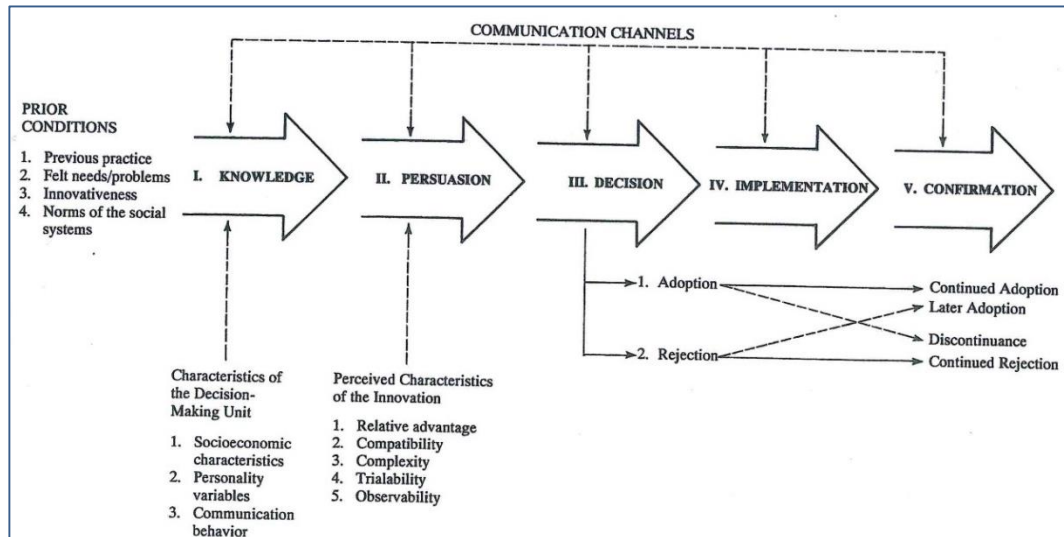 COMMUNICATION CHANNELS
PRIOR
CONDITIONS
1. Previous practice
2. Felt needs/problems
3. Innovativeness
4. Norms of the social
systems
I. KNOWLEDGE
II. PERSUASION
III. DECISION
IV. IMPLEMENTATION
V. CONFIRMATION
1. Adoption
2. Rejection
Continued Adoption
Later Adoption
Discontinuance
Continued Rejection
Characteristics of
the Decision-
Making Unit
1. Socioeconomic
characteristics
2. Personality
variables
3. Communication
behavior
Perceived Characteristics
of the Innovation
1. Relative advantage
2. Compatibility
3. Complexity
4. Trialability
5. Observability